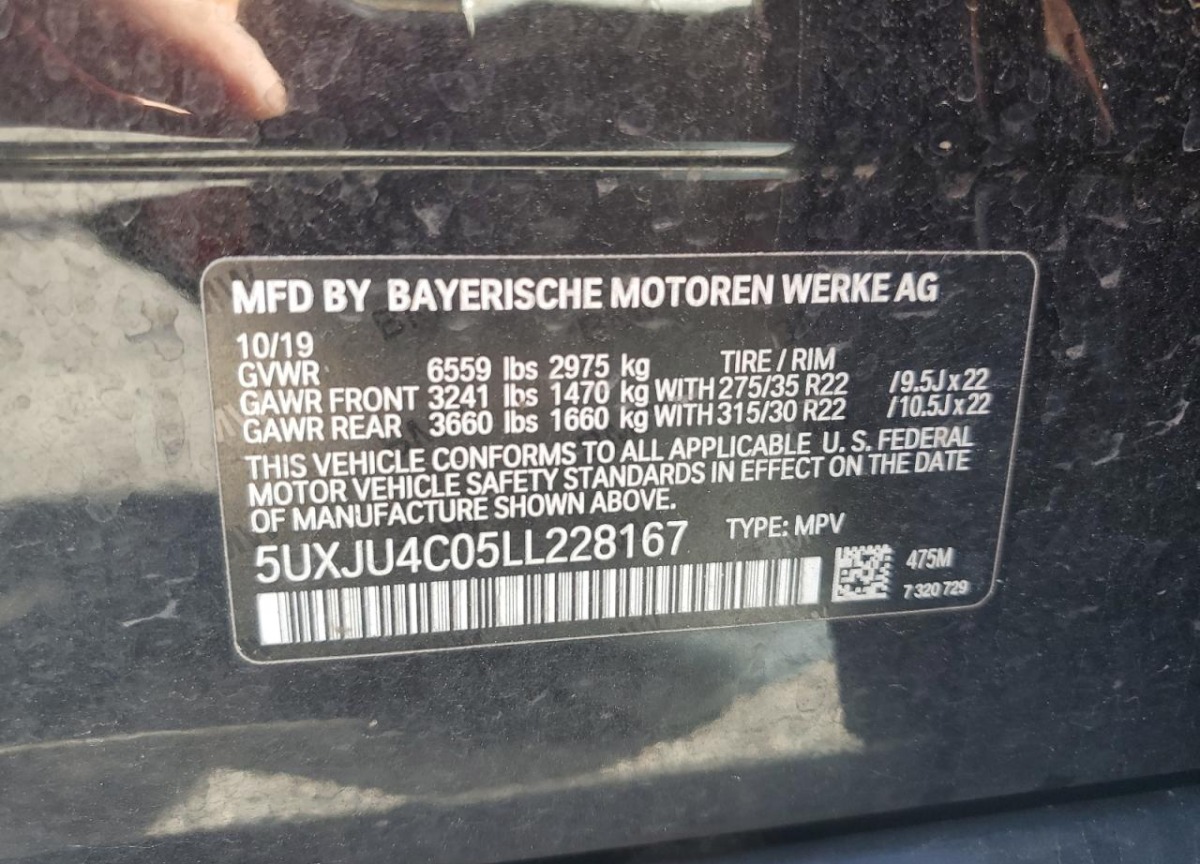 MFD BY BAYERISCHE MOTOREN WERKE AG
10/19
GVWR 6559 lbs 2975 kg TIRE / RIM
GAWR FRONT 3241 lbs 1470 kg WITH 275/35 R22 /9.5J x 22
GAWR REAR 3660 lbs 1660 kg WITH 315/30 R22 /10.5J x 22
THIS VEHICLE CONFORMS TO ALL APPLICABLE U. S. FEDERAL
MOTOR VEHICLE SAFETY STANDARDS IN EFFECT ON THE DATE
OF MANUFACTURE SHOWN ABOVE.
5UXJU4C05LL228167 TYPE: MPV
475M
7 320 729